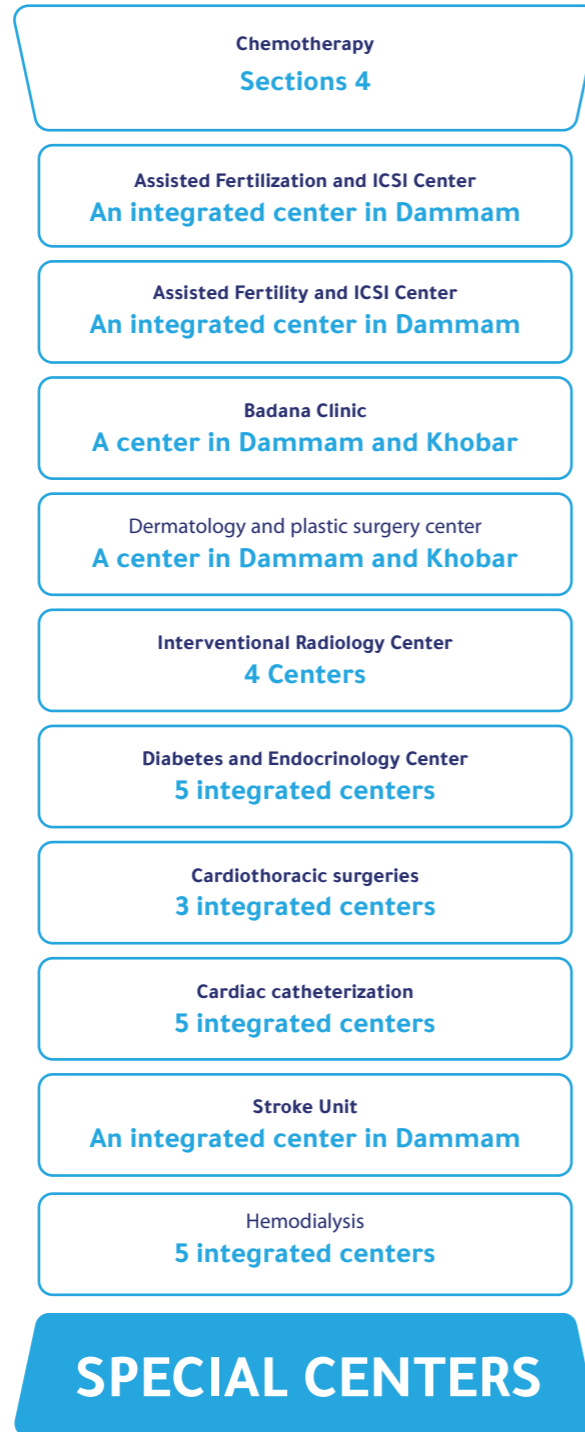 Chemotherapy
Sections 4
Assisted Fertilization and ICSI Center
An integrated center in Dammam
Assisted Fertility and ICSI Center
An integrated center in Dammam
Badana Clinic
A center in Dammam and Khobar
Dermatology and plastic surgery center
A center in Dammam and Khobar
Interventional Radiology Center
4 Centers
Diabetes and Endocrinology Center
5 integrated centers
Cardiothoracic surgeries
3 integrated centers
Cardiac catheterization
5 integrated centers
Stroke Unit
An integrated center in Dammam
Hemodialysis
5 integrated centers
SPECIAL CENTERS